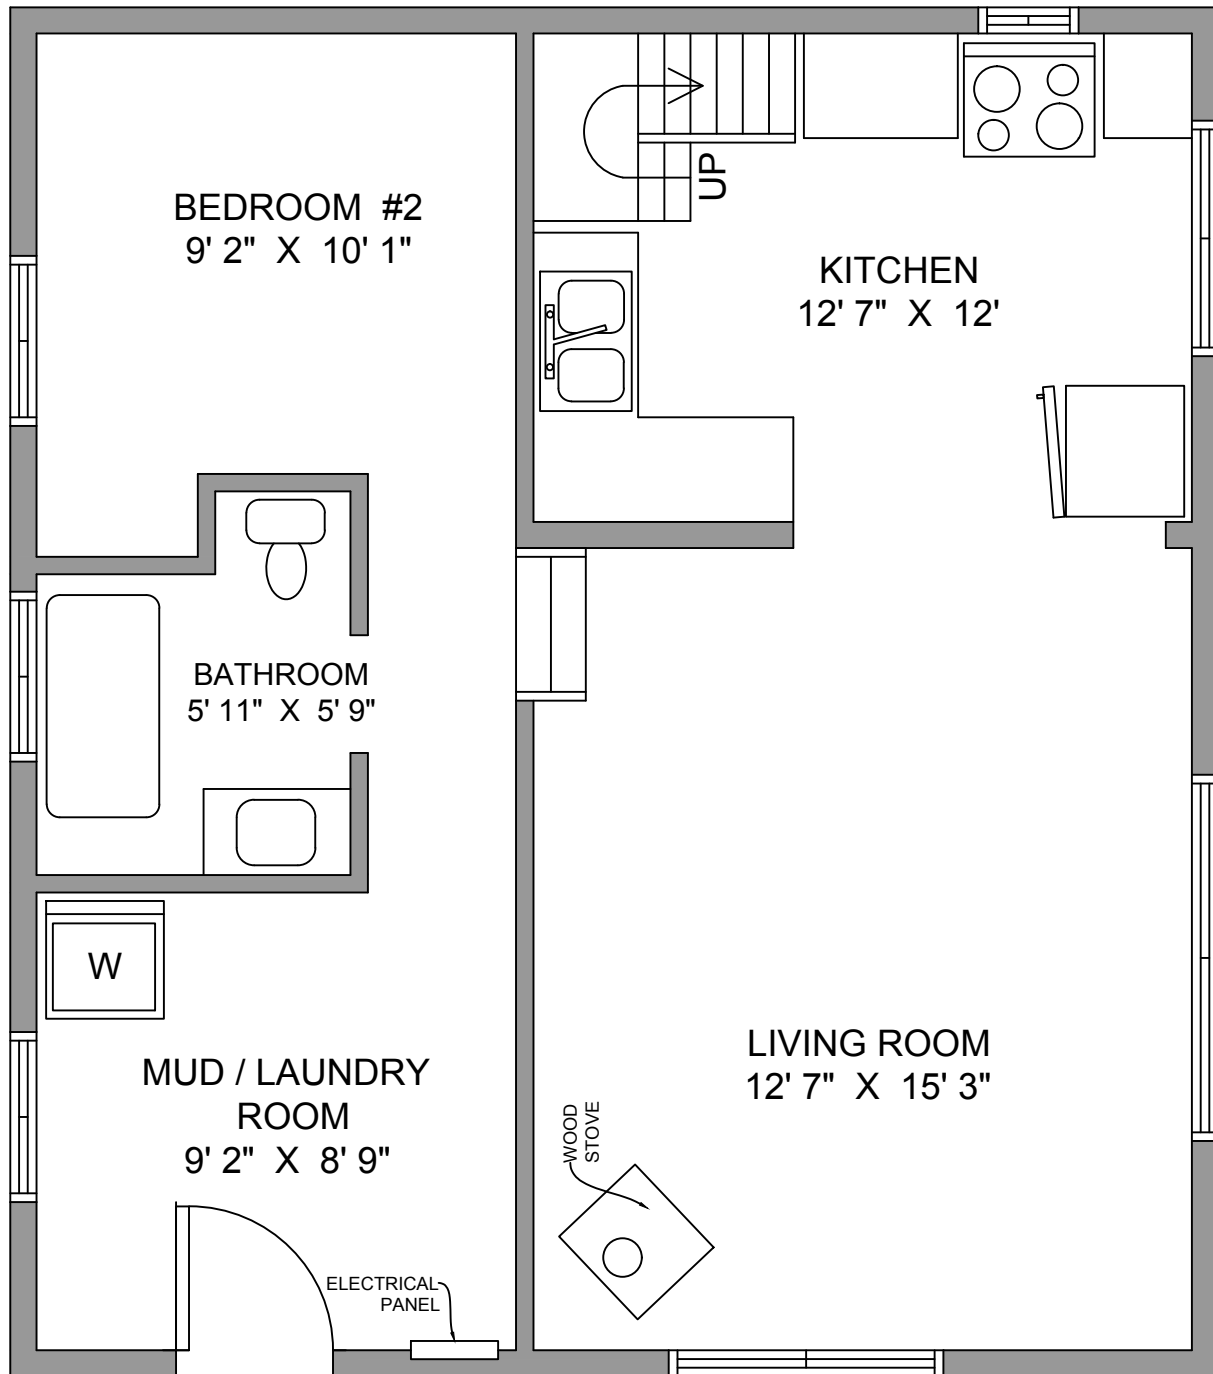 BEDROOM #2
9' 2" X 10' 1"
UP
KITCHEN
12' 7" X 12'
BATHROOM
5' 11" X 5' 9"
W
MUD / LAUNDRY
ROOM
9' 2" X 8' 9"
LIVING ROOM
12' 7" X 15' 3"
WOOD
STOVE
ELECTRICAL
PANEL